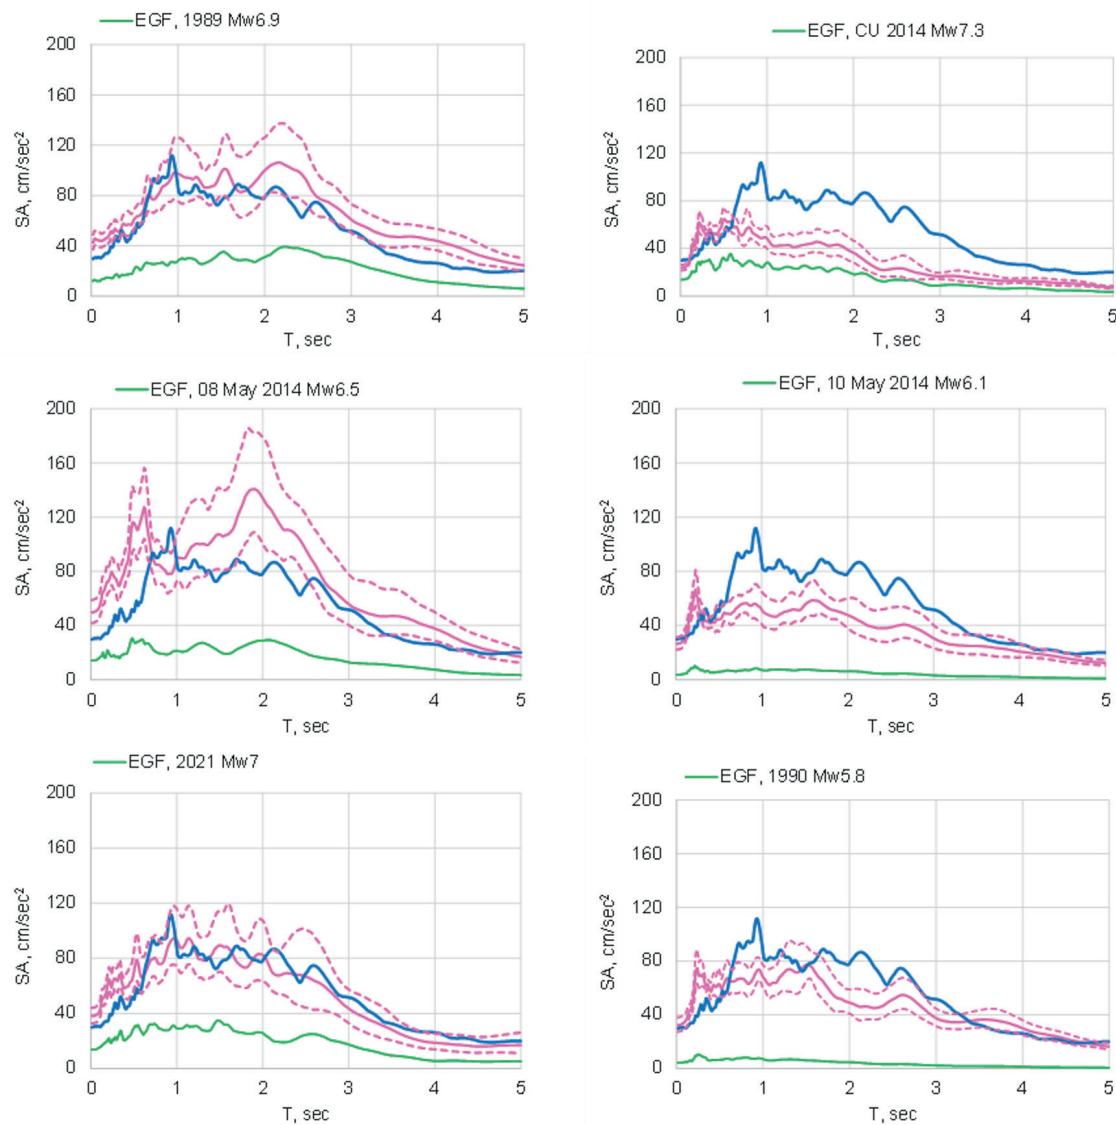 EGF, 1989 Mw6.9
200
160
120
80
40
0
SA, cm/sec²
0 1 2 3 4 5
T, sec
EGF, CU 2014 Mw7.3
200
160
120
80
40
0
SA, cm/sec²
0 1 2 3 4 5
T, sec
EGF, 08 May 2014 Mw6.5
200
160
120
80
40
0
SA, cm/sec²
0 1 2 3 4 5
T, sec
EGF, 10 May 2014 Mw6.1
200
160
120
80
40
0
SA, cm/sec²
0 1 2 3 4 5
T, sec
EGF, 2021 Mw7
200
160
120
80
40
0
SA, cm/sec²
0 1 2 3 4 5
T, sec
EGF, 1990 Mw5.8
200
160
120
80
40
0
SA, cm/sec²
0 1 2 3 4 5
T, sec